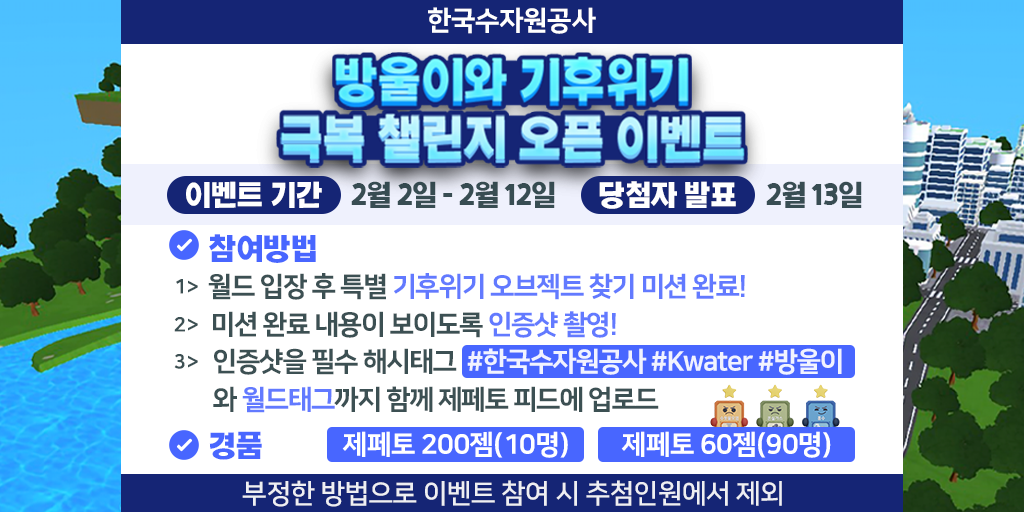 한국수자원공사
방울이와 기후위기
극복 챌린지 오픈 이벤트
이벤트 기간 2월 2일 - 2월 12일 당첨자 발표 2월 13일
참여방법
1> 월드 입장 후 특별 기후위기 오브젝트 찾기 미션 완료!
2> 미션 완료 내용이 보이도록 인증샷 촬영!
3> 인증샷을 필수 해시태그 #한국수자원공사 #Kwater #방울이
와 월드태그까지 함께 제페토 피드에 업로드
경품 제페토 200젬(10명) 제페토 60젬(90명)
부정한 방법으로 이벤트 참여 시 추첨인원에서 제외